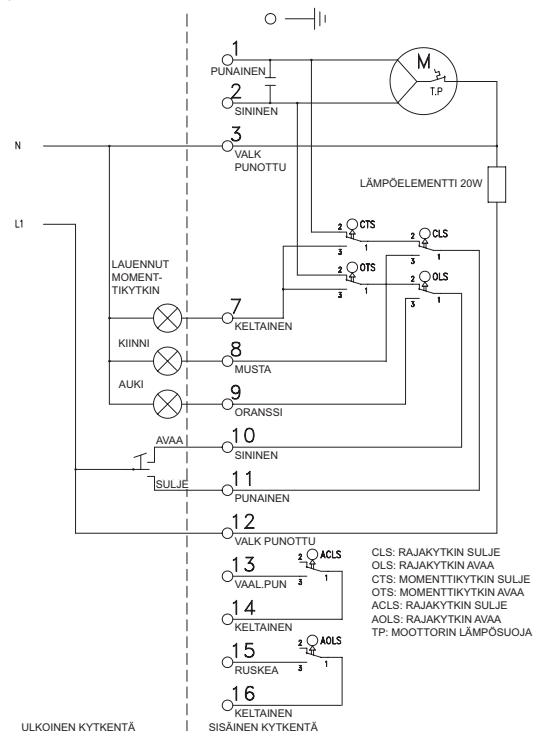 1
PUNAINEN
M
T.P
2
SININEN
3
VALK
PUNOTTU
N
LÄMPÖELEMENTTI 20W
L1
2 CTS
3 1
2 CLS
3 1
2 OTS
3 1
2 OLS
3 1
LAUENNUT
MOMENT-
TIKYTKIN
7
KELTAINEN
KIINNI
8
MUSTA
AUKI
9
ORANSSI
AVAA
10
SININEN
SULJE
11
PUNAINEN
12
VALK PUNOTTU
13
VAAL.PUN
2 ACLS
3 1
14
KELTAINEN
15
RUSKEA
2 AOLS
3 1
16
KELTAINEN
CLS: RAJAKYTKIN SULJE
OLS: RAJAKYTKIN AVAA
CTS: MOMENTTIKYTKIN SULJE
OTS: MOMENTTIKYTKIN AVAA
ACLS: RAJAKYTKIN SULJE
AOLS: RAJAKYTKIN AVAA
TP: MOOTTORIN LÄMPÖSUOJA
ULKOINEN KYTKENTÄ
SISÄINEN KYTKENTÄ